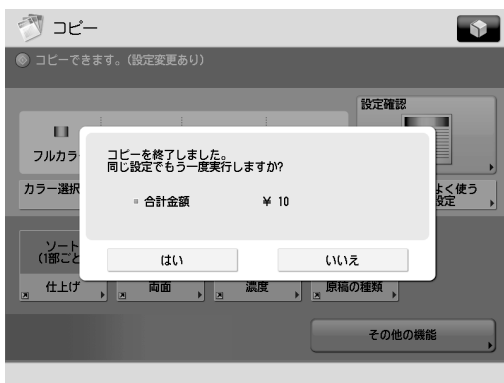 コピー
コピーできます。(設定変更あり)
設定確認
フルカラ
コピーを終了しました。
同じ設定でもう一度実行しますか?
合計金額 ¥ 10
カラー選択
よく使う
設定
はい いいえ
ソート
(1部ごと
仕上げ 両面 濃度 原稿の種類
その他の機能